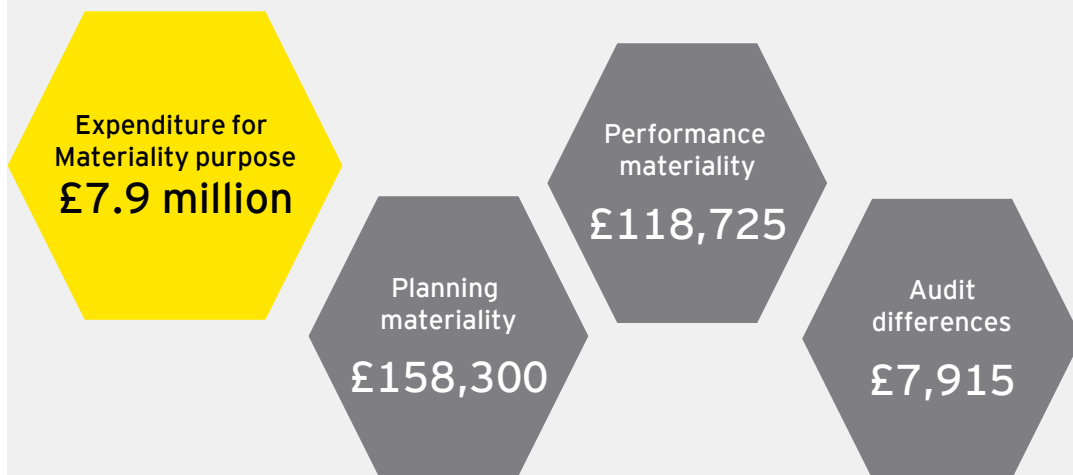 Expenditure for
Materiality purpose
£7.9 million
Planning
materiality
£158,300
Performance
materiality
£118,725
Audit
differences
£7,915